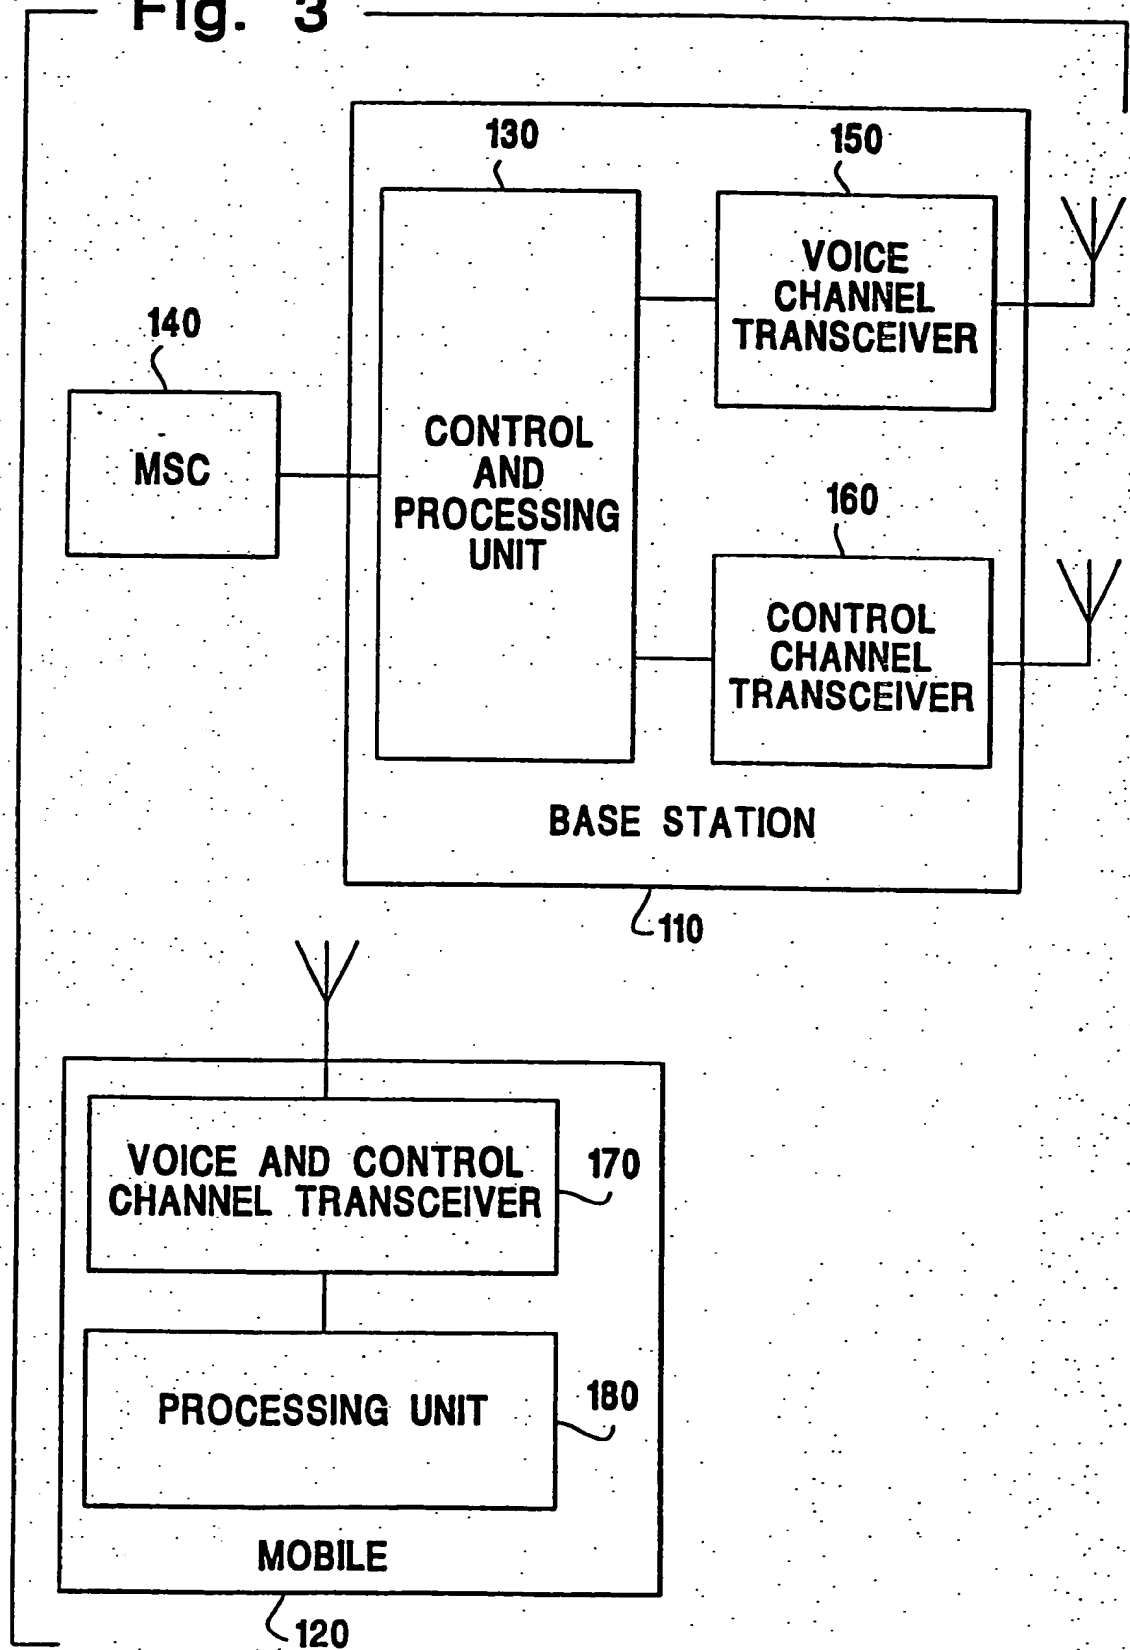 Fig. 3
130
150
VOICE
CHANNEL
TRANSCEIVER
140
MSC
CONTROL
AND
PROCESSING
UNIT
160
CONTROL
CHANNEL
TRANSCEIVER
BASE STATION
110
VOICE AND CONTROL
CHANNEL TRANSCEIVER
170
PROCESSING UNIT
180
MOBILE
120